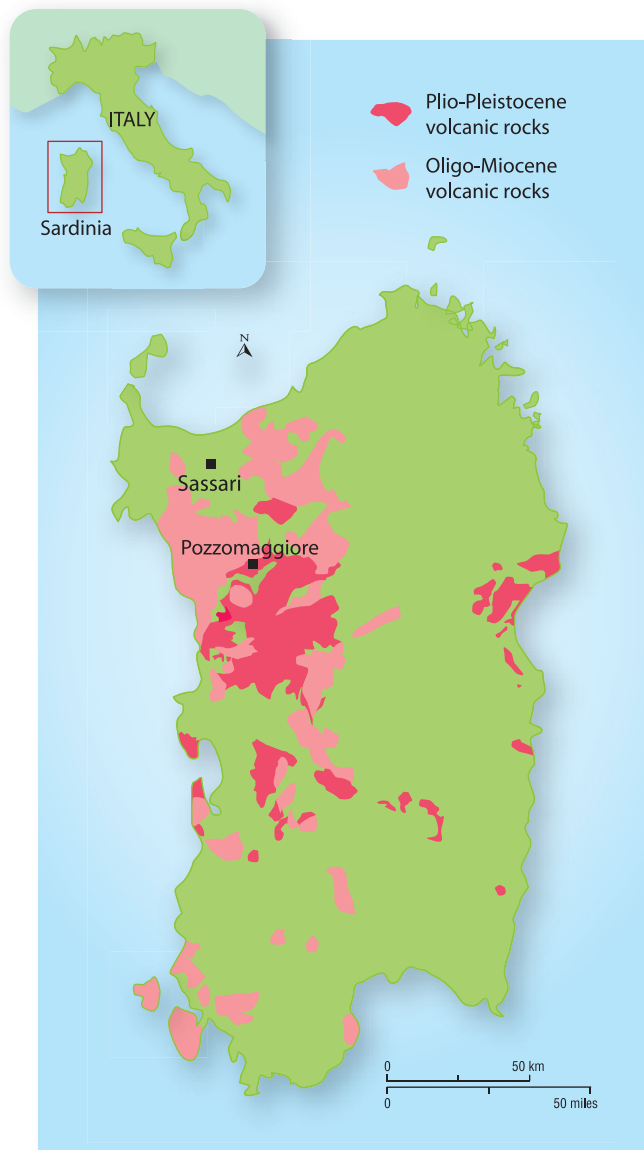 ITALY
Sardinia
Plio-Pleistocene
volcanic rocks
Oligo-Miocene
volcanic rocks
N
Sassari
Pozzomaggiore
0 50 km
0 50 miles